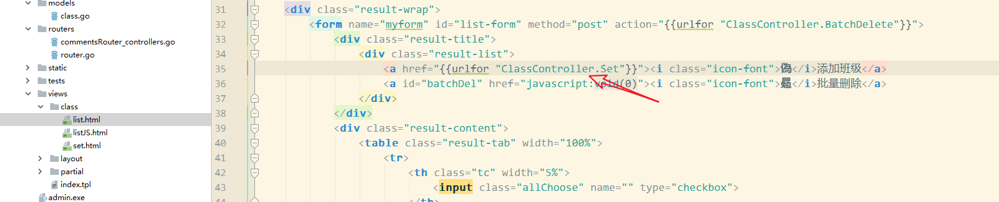 models
class.go
routers
commentsRouter_controllers.go
router.go
static
tests
views
class
list.html
listJS.html
set.html
layout
partial
index.tpl
admin.exe
31 <div class="result-wrap">
32 <form name="myform" id="list-form" method="post" action="{{urlfor "ClassController.BatchDelete"}}">
33 <div class="result-title">
34 <div class="result-list">
35 <a href="{{urlfor "ClassController.Set"}}"><i class="icon-font"></i>添加班级</a>
36 <a id="batchDel" href="javascript:void(0)"><i class="icon-font"></i>批量删除</a>
37 </div>
38 </div>
39 <div class="result-content">
40 <table class="result-tab" width="100%">
41 <tr>
42 <th class="tc" width="5%">
43 <input class="allChoose" name="" type="checkbox">
44 </th>